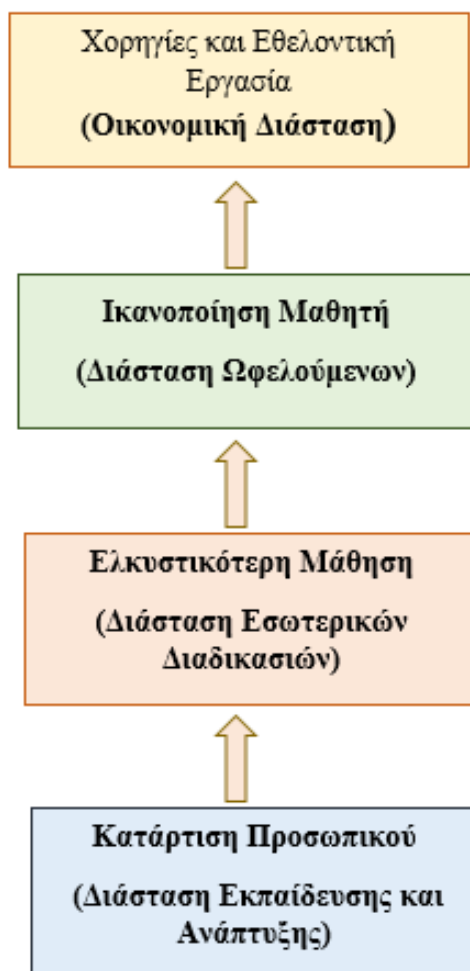 Χορηγίες και Εθελοντική
Εργασία
(Οικονομική Διάσταση)
Ικανοποίηση Μαθητή
(Διάσταση Ωφελούμενων)
Ελκυστικότερη Μάθηση
(Διάσταση Εσωτερικών
Διαδικασιών)
Κατάρτιση Προσωπικού
(Διάσταση Εκπαίδευσης και
Ανάπτυξης)